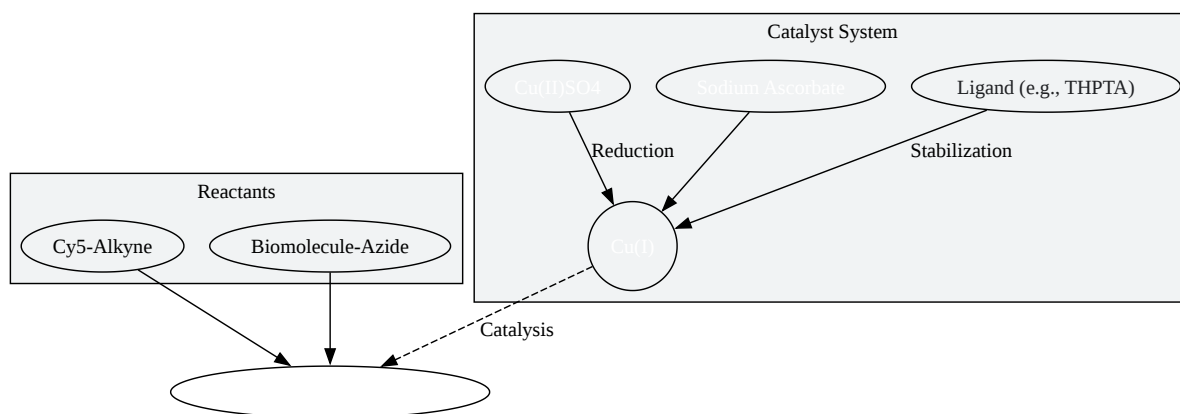 Catalyst System
Cu(II)SO4
Sodium Ascorbate
Ligand (e.g., THPTA)
Reduction
Stabilization
Reactants
Cy5-Alkyne
Biomolecule-Azide
Cu(I)
Catalysis